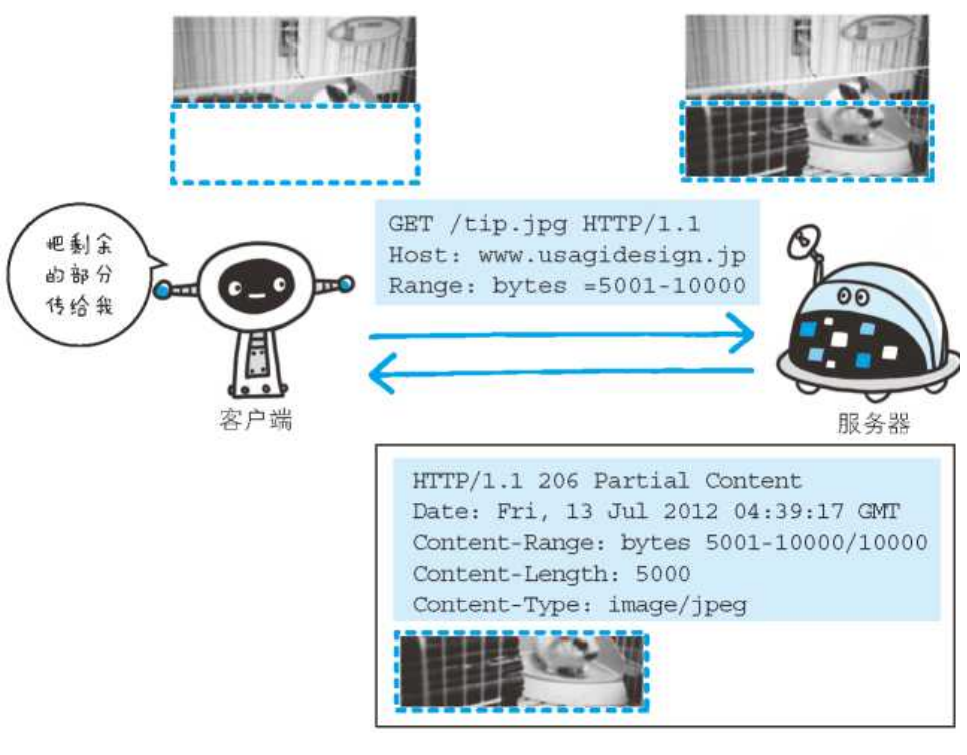 把剩余
的部分
传给我
GET /tip.jpg HTTP/1.1
Host: www.usagidesign.jp
Range: bytes =5001-10000
客户端
服务器
HTTP/1.1 206 Partial Content
Date: Fri, 13 Jul 2012 04:39:17 GMT
Content-Range: bytes 5001-10000/10000
Content-Length: 5000
Content-Type: image/jpeg